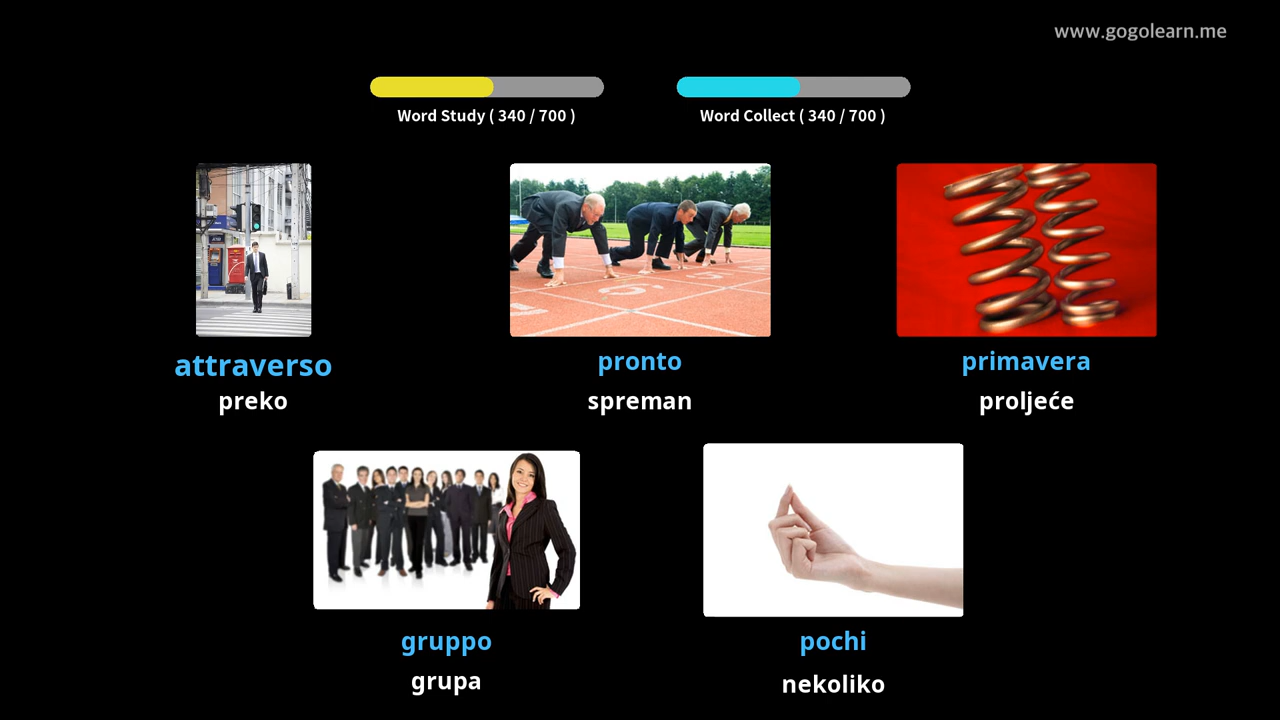 www.gogolearn.me
Word Study ( 340 / 700 )
Word Collect ( 340 / 700 )
attraverso
pronto
primavera
preko
spreman
proljeće
gruppo
pochi
grupa
nekoliko